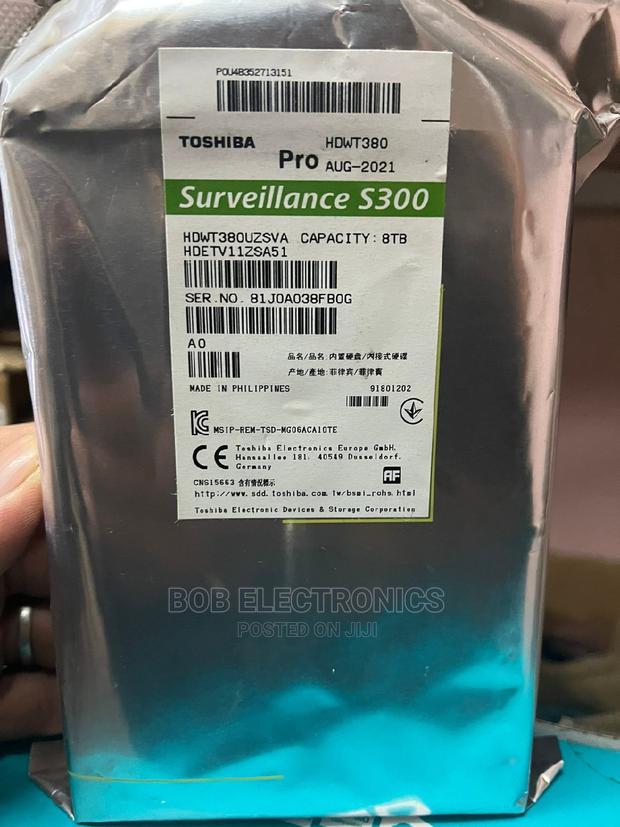 P0U4B352713151
TOSHIBA HDWT380
Pro AUG-2021
Surveillance S300
HDWT380UZSVA CAPACITY: 8TB
HDETV11ZSA51
SER.NO. 81J0A038FB0G
A0
品名/品名: 内置硬盘/內接式硬碟
产地/產地: 菲律宾/菲律賓
MADE IN PHILIPPINES 91801202
MSIP-REM-TSD-MG06ACA10TE
CE Toshiba Electronics Europe GmbH.
Hansaallee 181, 40549 Dusseldorf.
Germany
AF
CNS15663 含有情況標示
http://www.sdd.toshiba.com.tw/bsmi_rohs.html
Toshiba Electronic Devices & Storage Corporation
BOB ELECTRONICS
POSTED ON JIJI